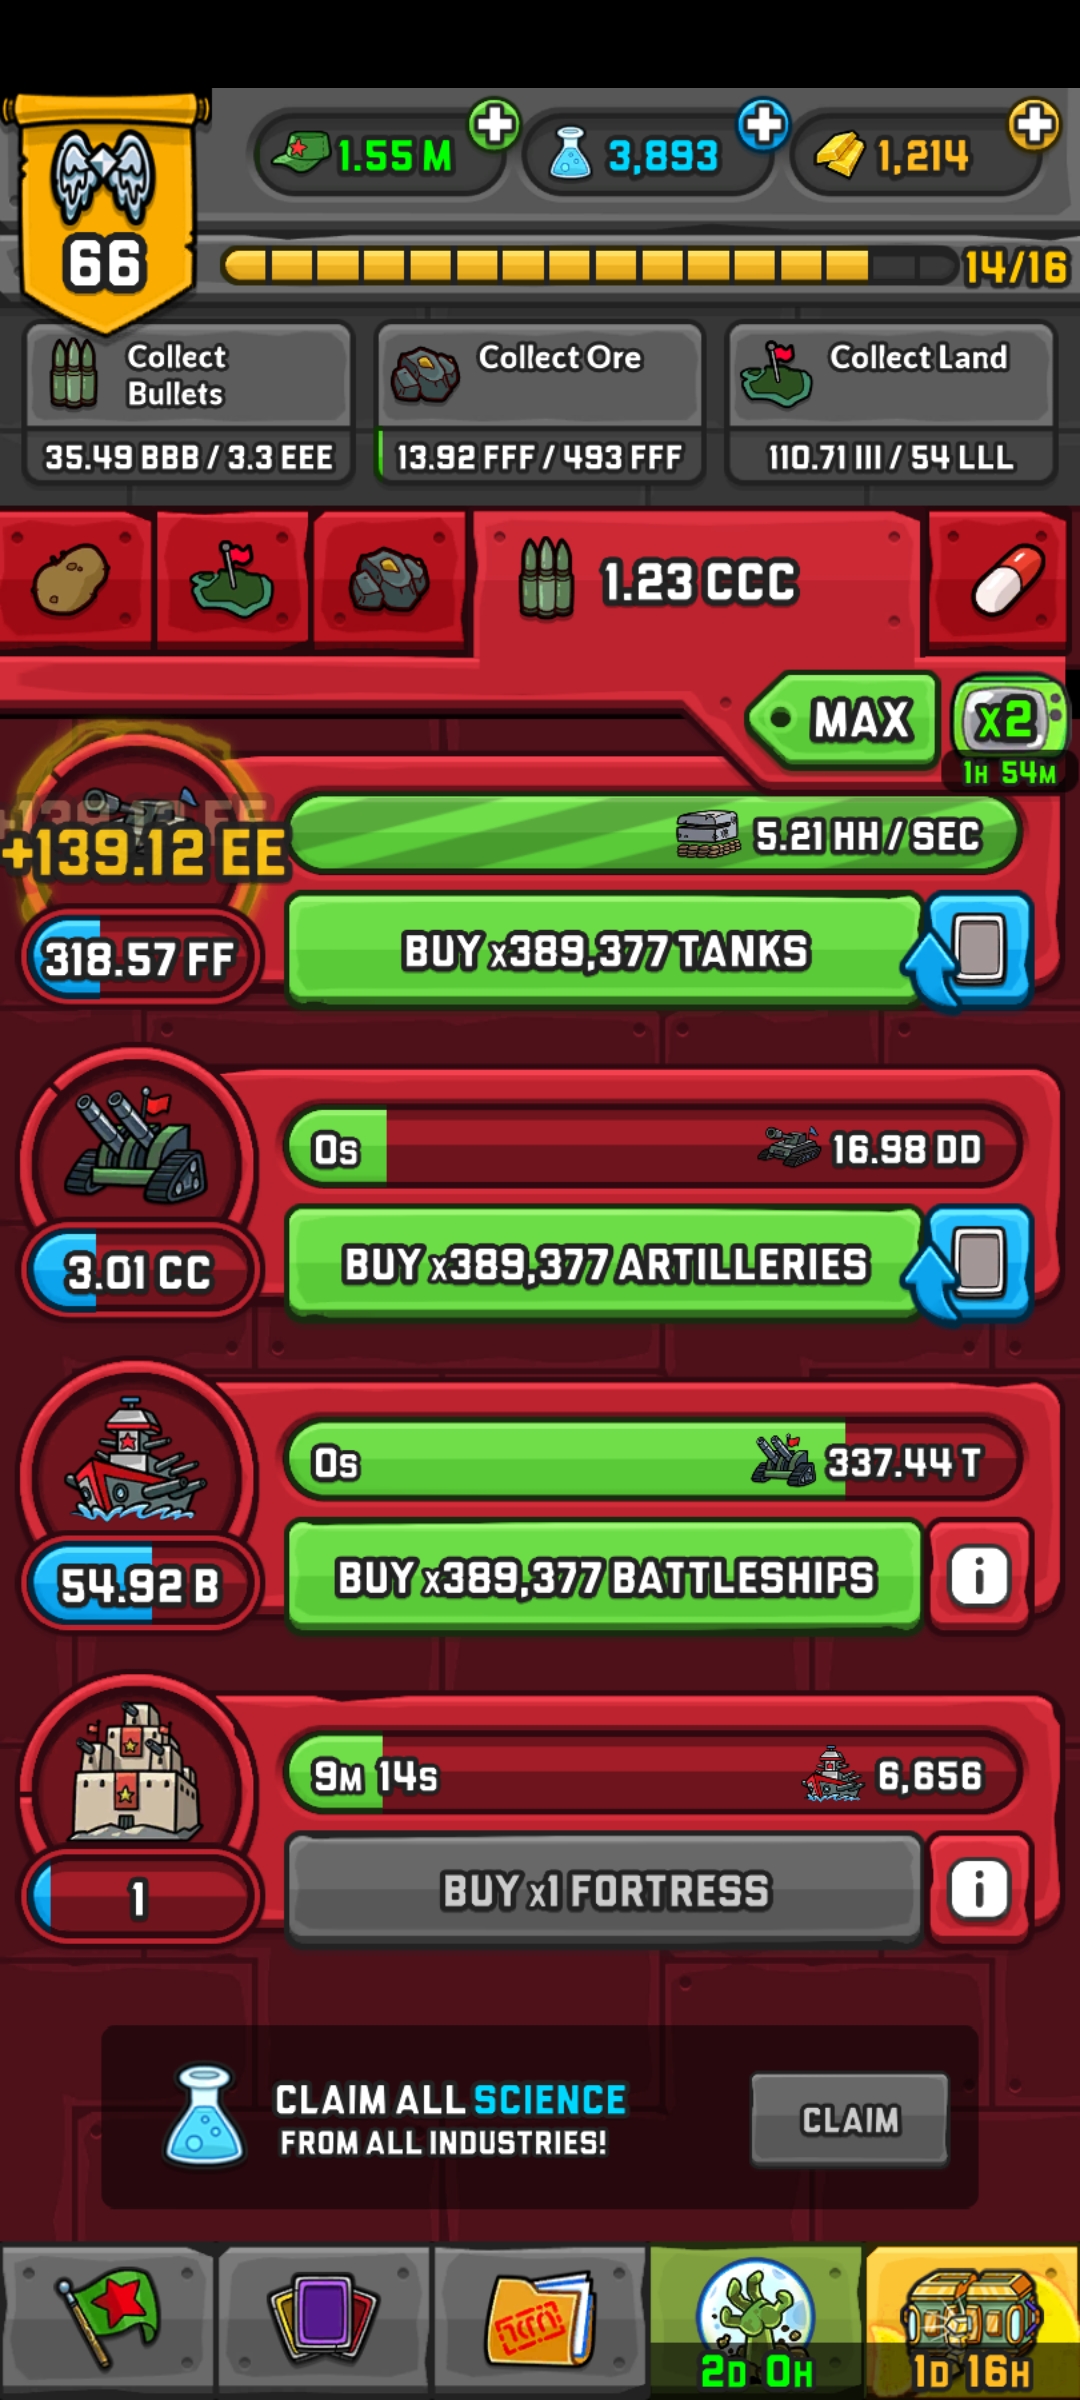 1.55 M
3,893
1,214
66
14/16
Collect
Bullets
Collect Ore
Collect Land
35.49 BBB / 3.3 EEE
13.92 FFF / 493 FFF
110.71 III / 54 LLL
1.23 CCC
MAX
x2
1H 54M
+139.12 EE
5.21 HH / SEC
318.57 FF
BUY x389,377 TANKS
0s
16.98 DD
3.01 CC
BUY x389,377 ARTILLERIES
0s
337.44 T
54.92 B
BUY x389,377 BATTLESHIPS
i
9M 14s
6,656
1
BUY x1 FORTRESS
i
CLAIM ALL SCIENCE
FROM ALL INDUSTRIES!
CLAIM
2D 0H
1D 16H